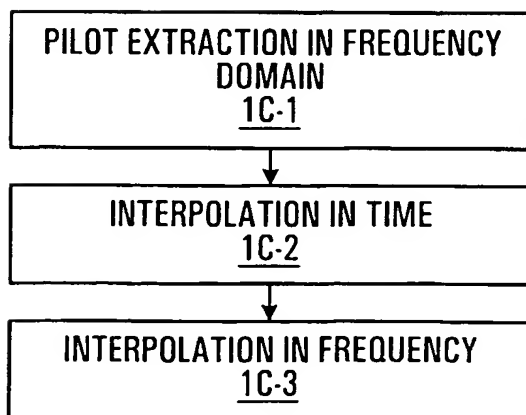 PILOT EXTRACTION IN FREQUENCY
DOMAIN
1C-1
INTERPOLATION IN TIME
1C-2
INTERPOLATION IN FREQUENCY
1C-3